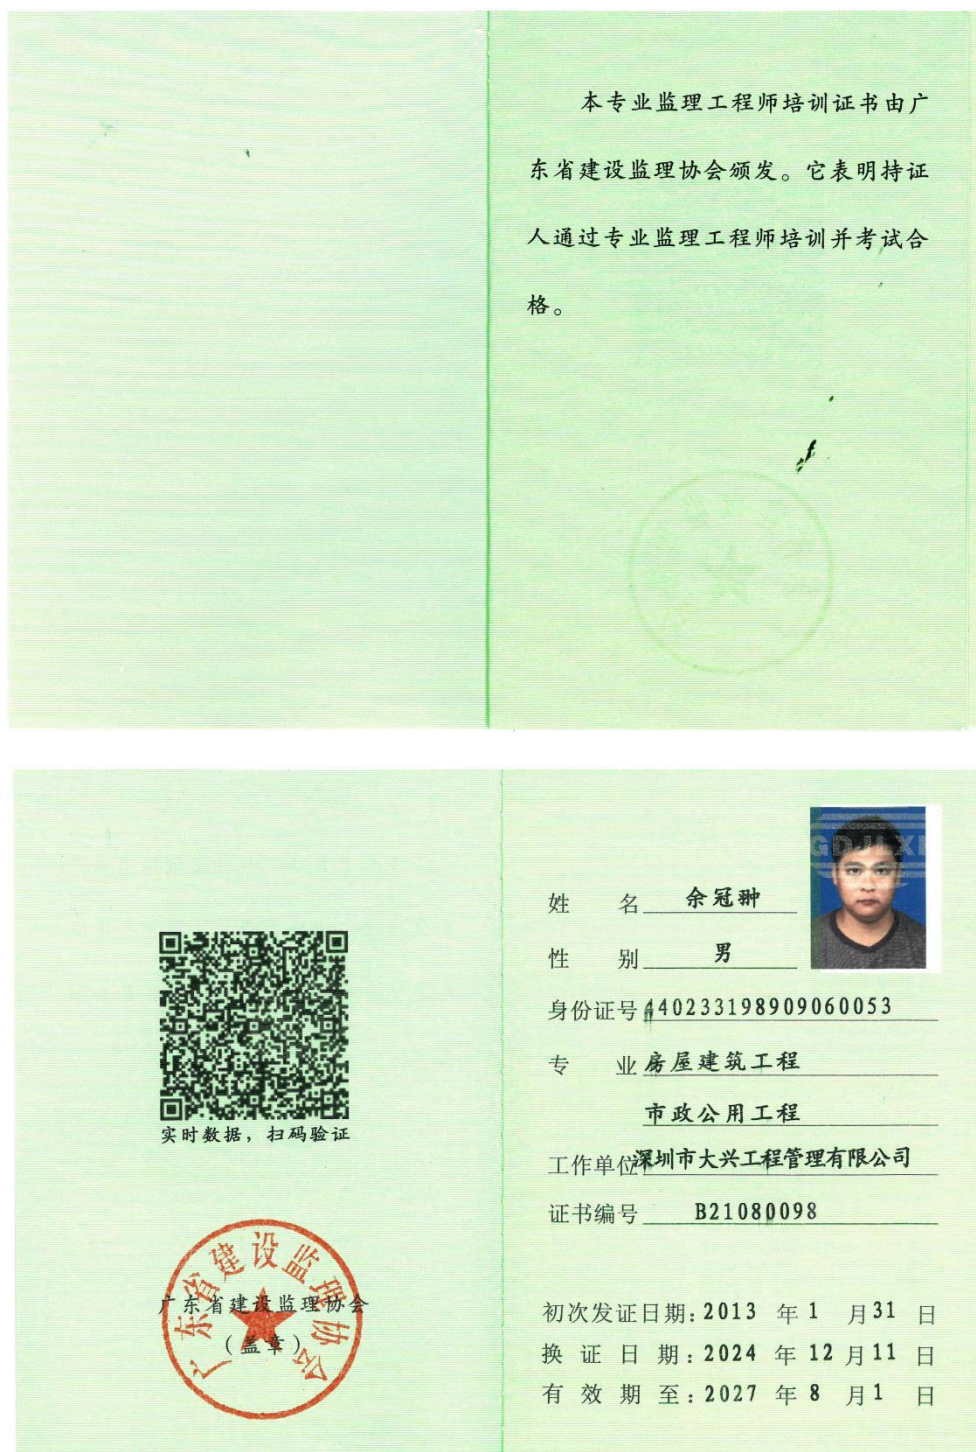 本专业监理工程师培训证书由广
东省建设监理协会颁发。它表明持证
人通过专业监理工程师培训并考试合
格。
实时数据，扫码验证
广东省建设监理协会
广东省建设监理协会
（盖章）
姓 名 余冠翀
性 别 男
身份证号 440233198909060053
专 业 房屋建筑工程
市政公用工程
工作单位 深圳市大兴工程管理有限公司
证书编号 B21080098
初次发证日期：2013 年 1 月 31 日
换 证 日 期：2024 年 12 月 11 日
有 效 期 至：2027 年 8 月 1 日